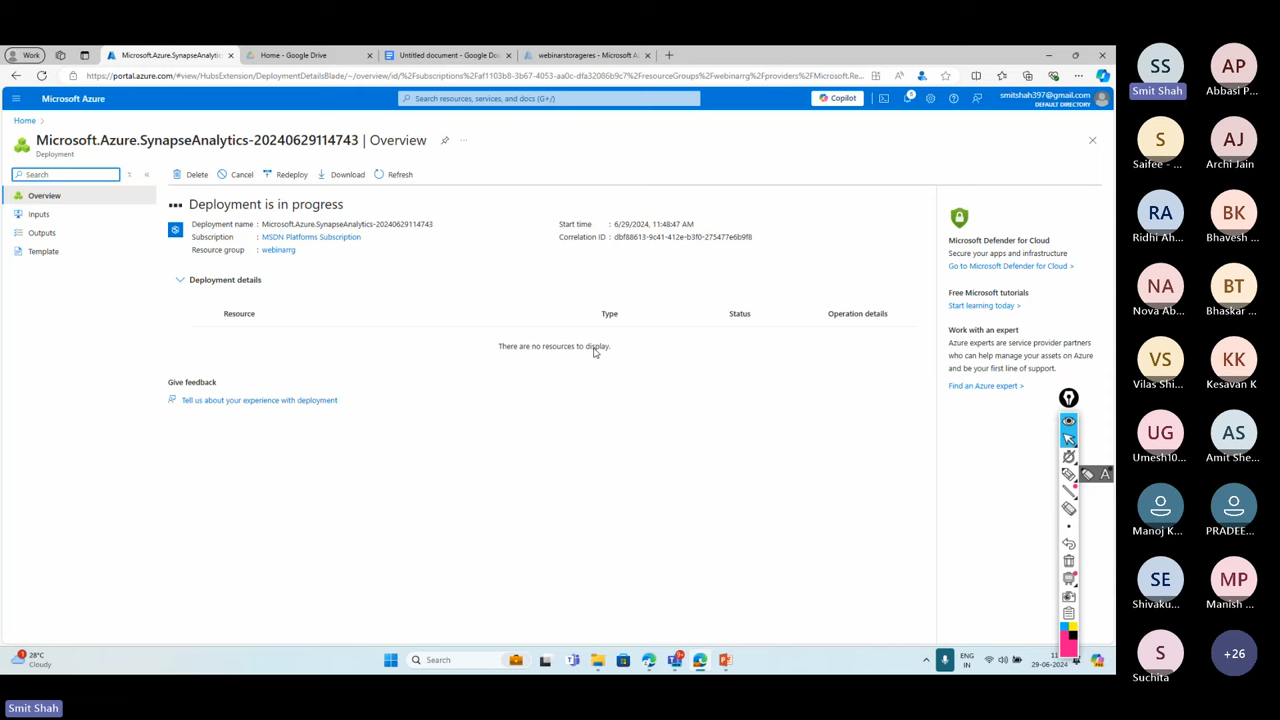 Work
Microsoft.Azure.SynapseAnalytic
Home - Google Drive
Untitled document - Google Doc
webinarstorageres - Microsoft A
https://portal.azure.com/#view/HubsExtension/DeploymentDetailsBlade/~/overview/id/%2Fsubscriptions%2Faf1103b8-3b67-4053-aa0c-dfa32086b9c7%2FresourceGroups%2Fwebinarrg%2Fproviders%2FMicrosoft.Re...
Microsoft Azure
Search resources, services, and docs (G+/)
Copilot
6
smitshah397@gmail.com
DEFAULT DIRECTORY
Home
Microsoft.Azure.SynapseAnalytics-20240629114743 | Overview
Deployment
Search
Delete
Cancel
Redeploy
Download
Refresh
Overview
Inputs
Outputs
Template
Deployment is in progress
Deployment name : Microsoft.Azure.SynapseAnalytics-20240629114743
Subscription : MSDN Platforms Subscription
Resource group : webinarrg
Start time : 6/29/2024, 11:48:47 AM
Correlation ID : dbf88613-9c41-412e-b3f0-275477e6b9f8
Deployment details
Resource
Type
Status
Operation details
There are no resources to display.
Give feedback
Tell us about your experience with deployment
Microsoft Defender for Cloud
Secure your apps and infrastructure
Go to Microsoft Defender for Cloud >
Free Microsoft tutorials
Start learning today >
Work with an expert
Azure experts are service provider partners
who can help manage your assets on Azure
and be your first line of support.
Find an Azure expert >
A
28°C
Cloudy
Search
ENG
IN
29-06-2024
SS
Smit Shah
AP
Abbasi P...
S
Saifee - ...
AJ
Archi Jain
RA
Ridhi Ah...
BK
Bhavesh ...
NA
Nova Ab...
BT
Bhaskar ...
VS
Vilas Shi...
KK
Kesavan K
UG
Umesh10...
AS
Amit She...
Manoj K...
PRADEE...
SE
Shivaku...
MP
Manish ...
S
Suchita
+26
Smit Shah